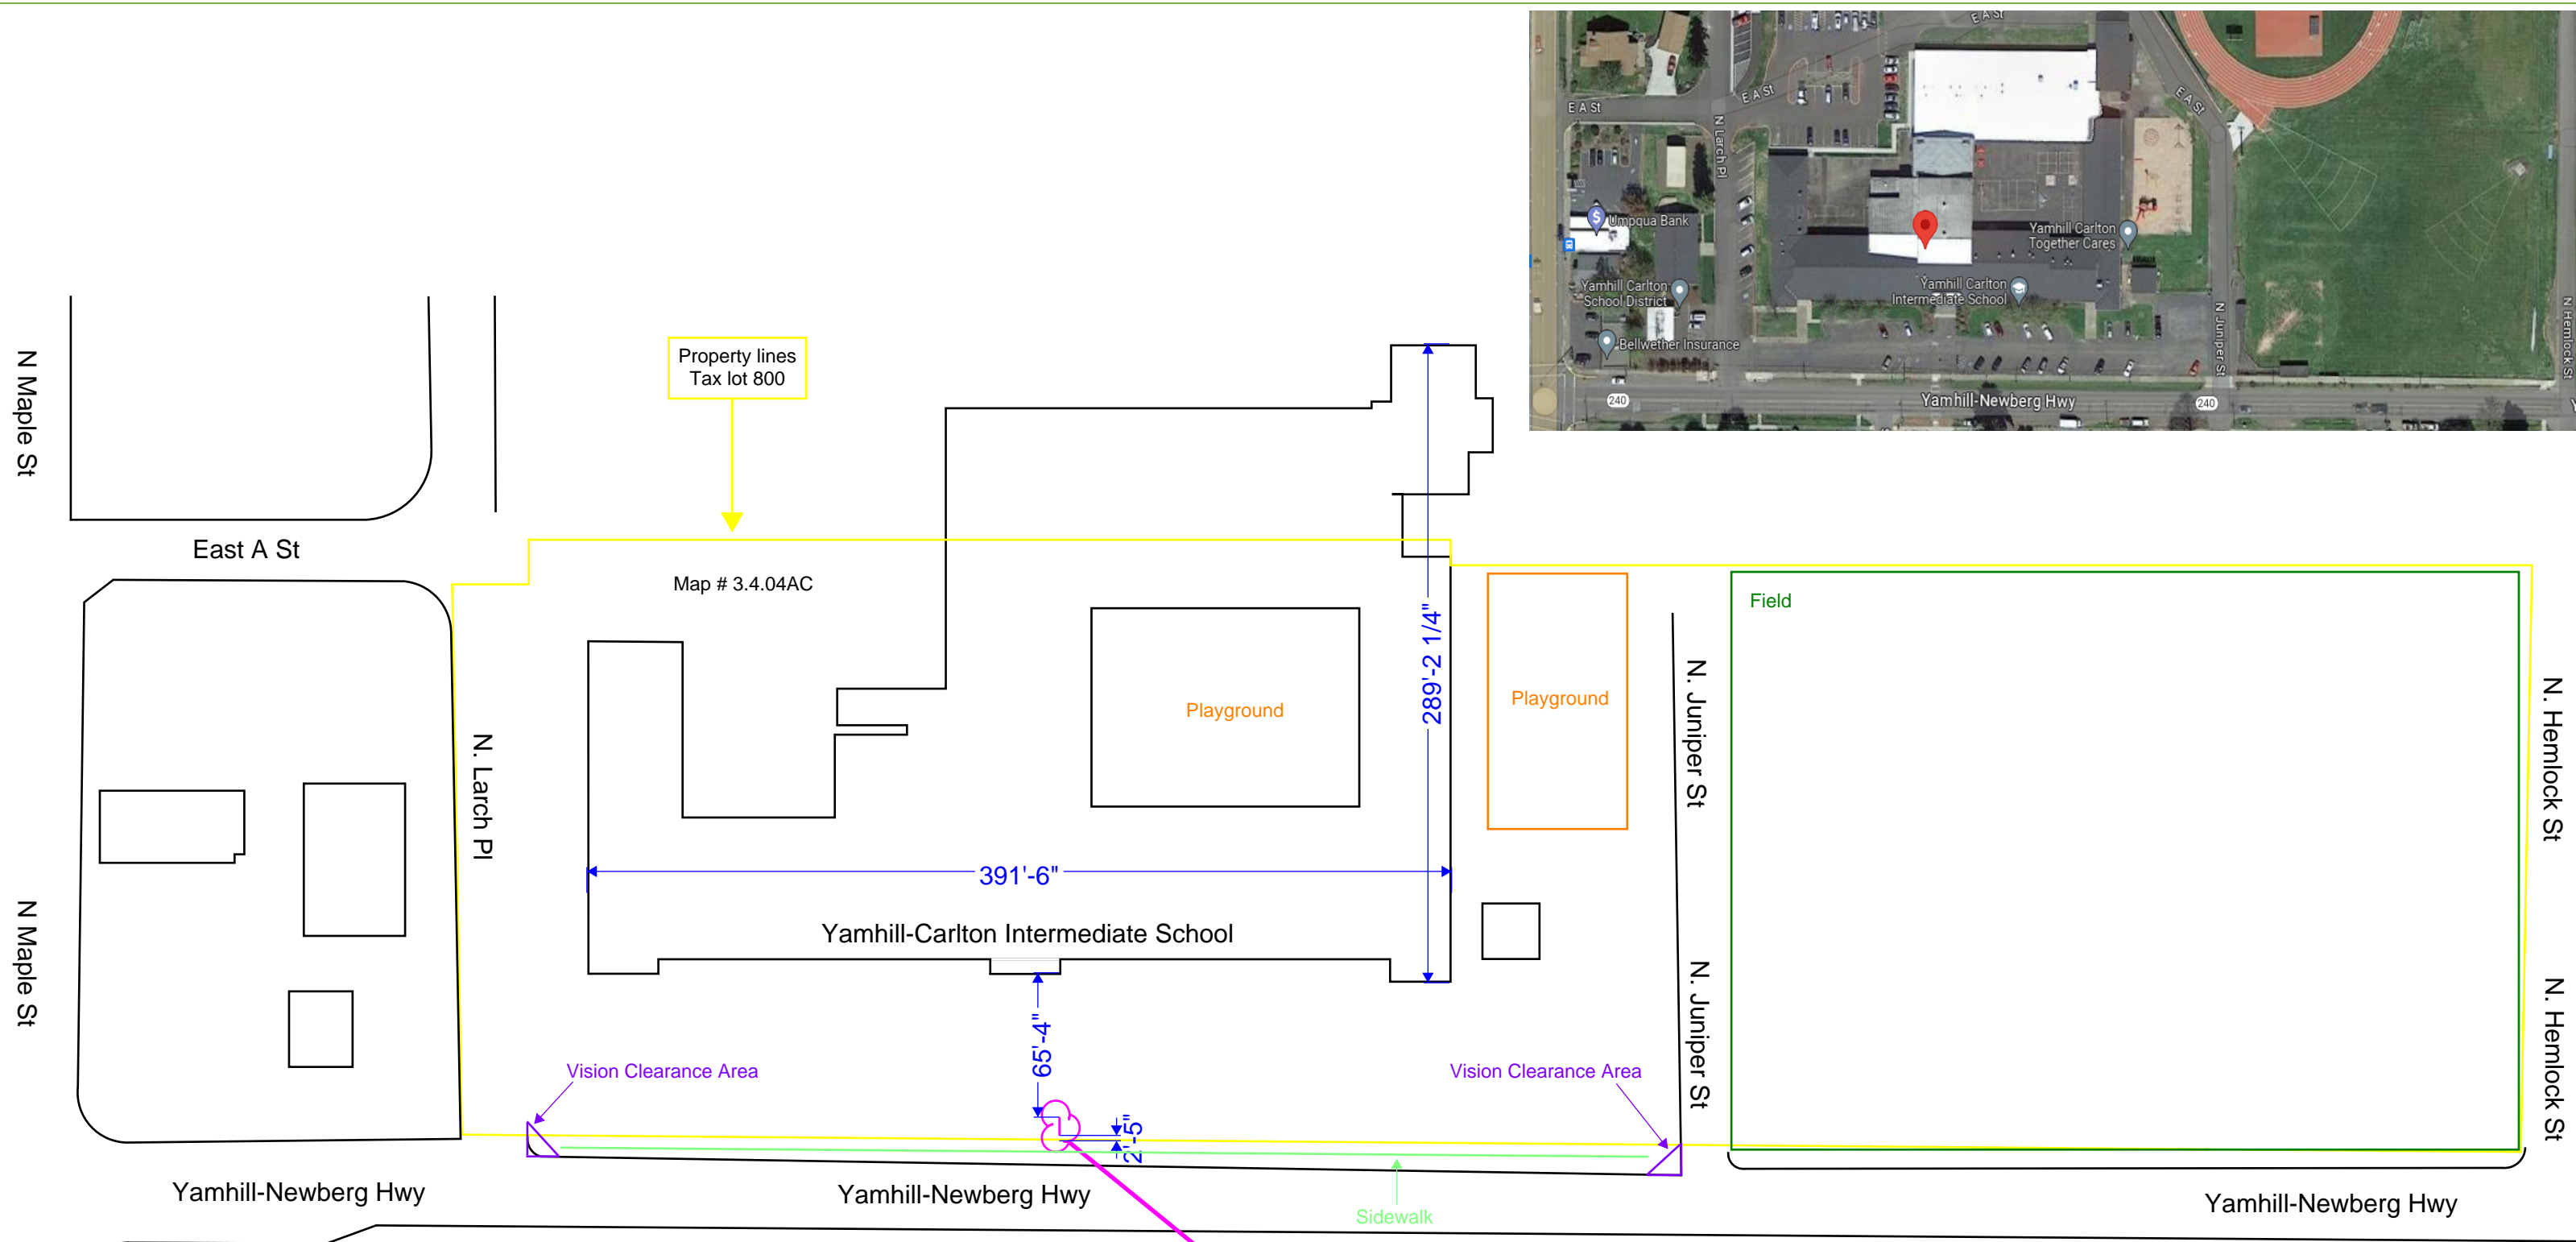 E A St
E A St
E A St
E A St
N Larch Pl
Umpqua Bank
Yamhill Carlton
Together Cares
Yamhill Carlton
School District
Yamhill Carlton
Intermediate School
Bellwether Insurance
N Juniper St
N Hemlock St
240
Yamhill-Newberg Hwy
240
N Maple St
Property lines
Tax lot 800
East A St
Map # 3.4.04AC
Field
289'-2 1/4"
Playground
Playground
N. Juniper St
N. Hemlock St
N. Larch Pl
391'-6"
Yamhill-Carlton Intermediate School
N Maple St
N. Juniper St
N. Hemlock St
65'-4"
Vision Clearance Area
Vision Clearance Area
2'-5"
Yamhill-Newberg Hwy
Yamhill-Newberg Hwy
Yamhill-Newberg Hwy
Sidewalk